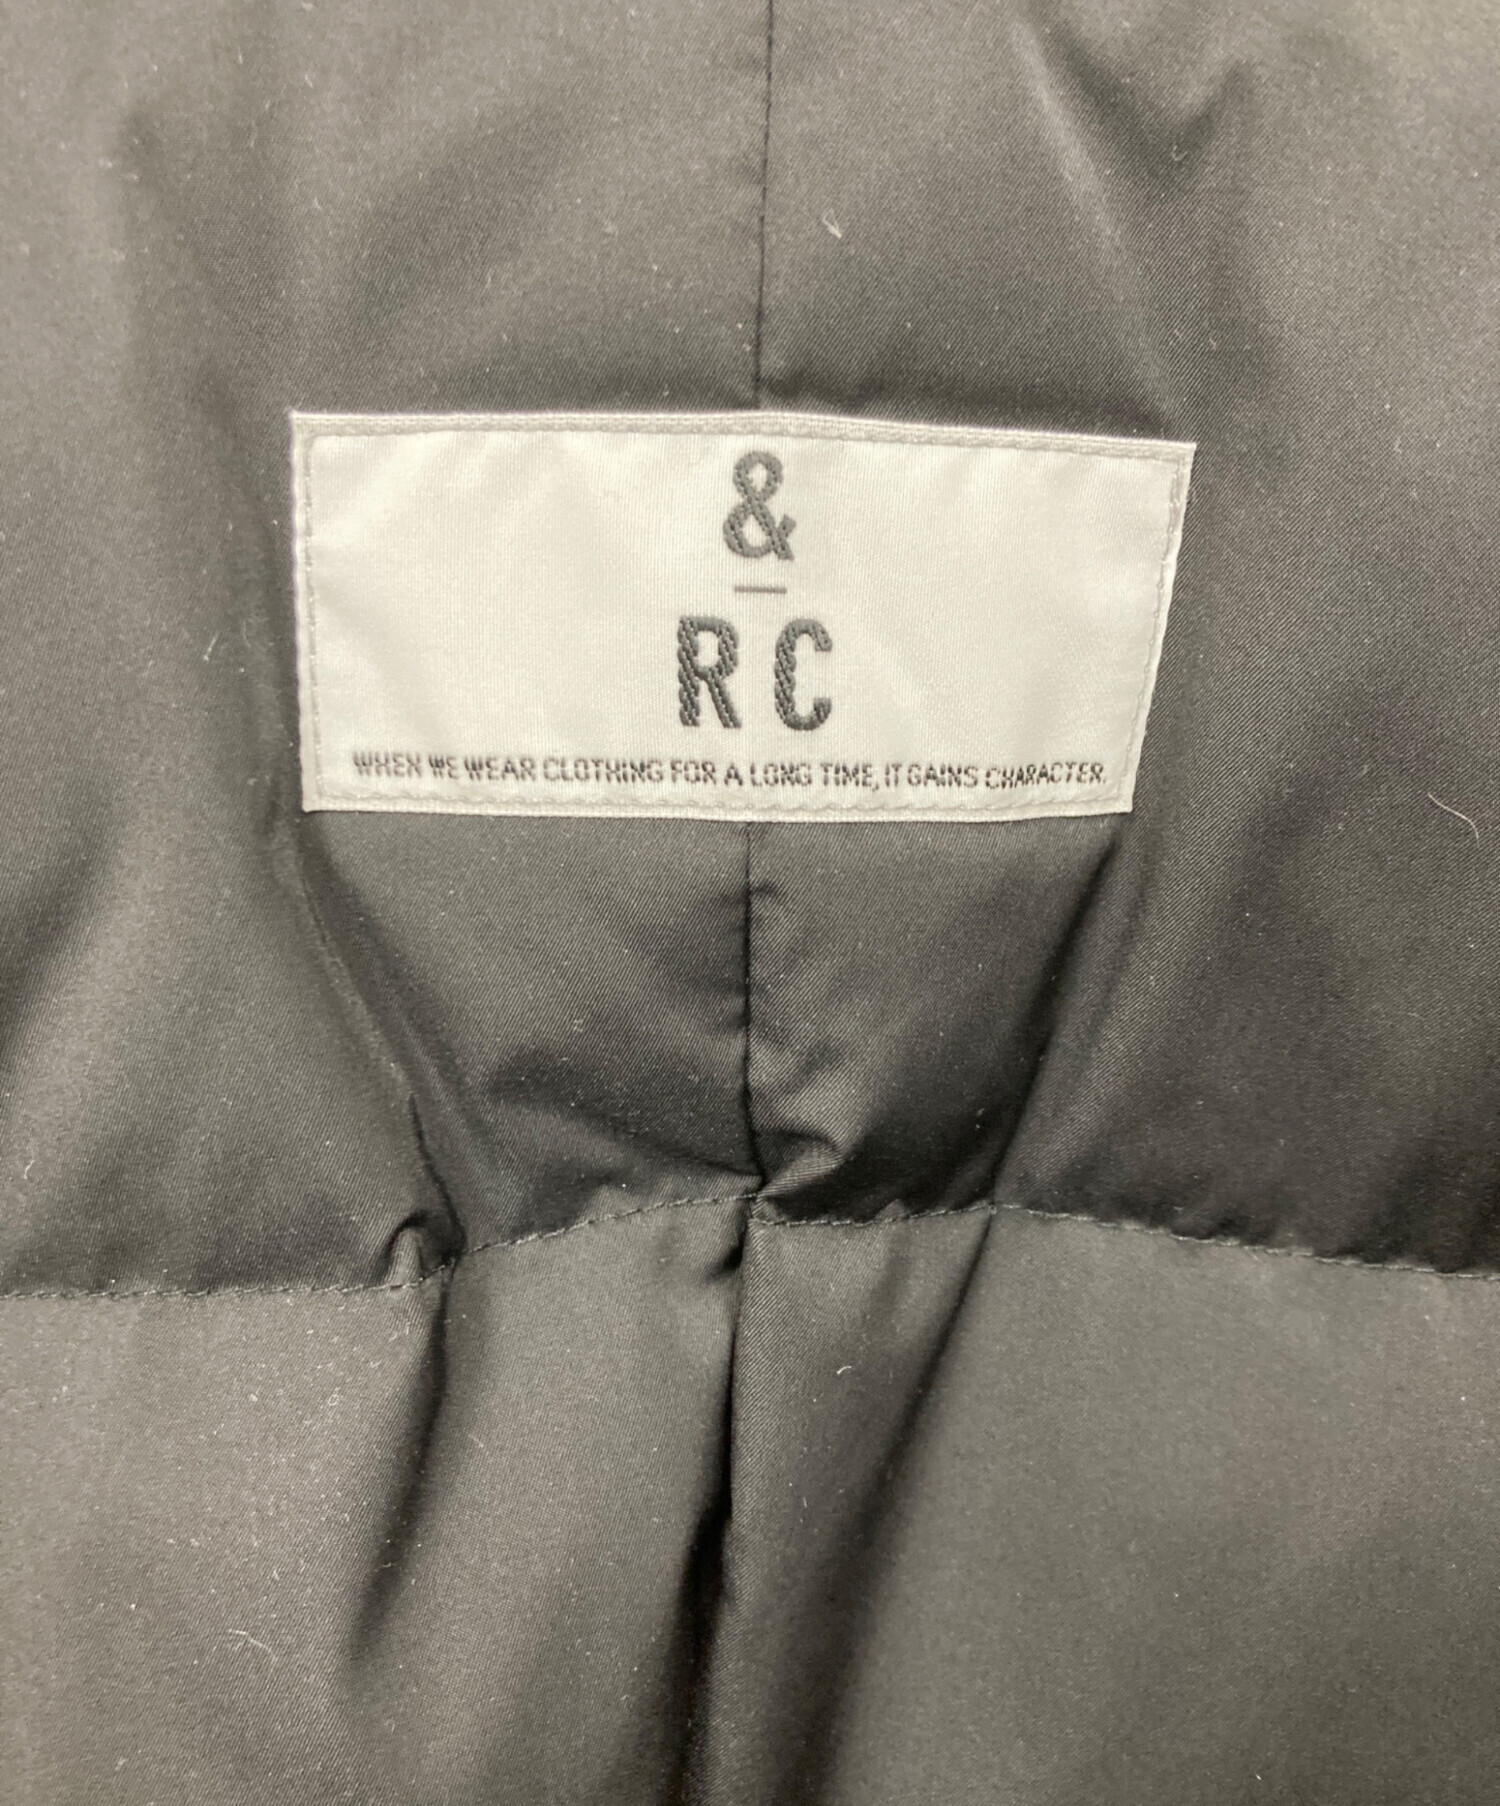 &
RC
WHEN WE WEAR CLOTHING FOR A LONG TIME, IT GAINS CHARACTER.